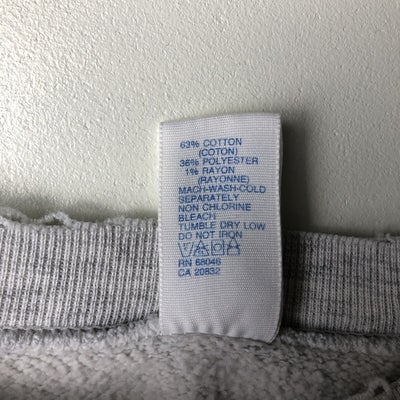 63% COTTON
(COTON)
36% POLYESTER
1% RAYON
(RAYONNE)
MACH-WASH-COLD
SEPARATELY
NON CHLORINE
BLEACH
TUMBLE DRY LOW
DO NOT IRON
RN 68046
CA 20832